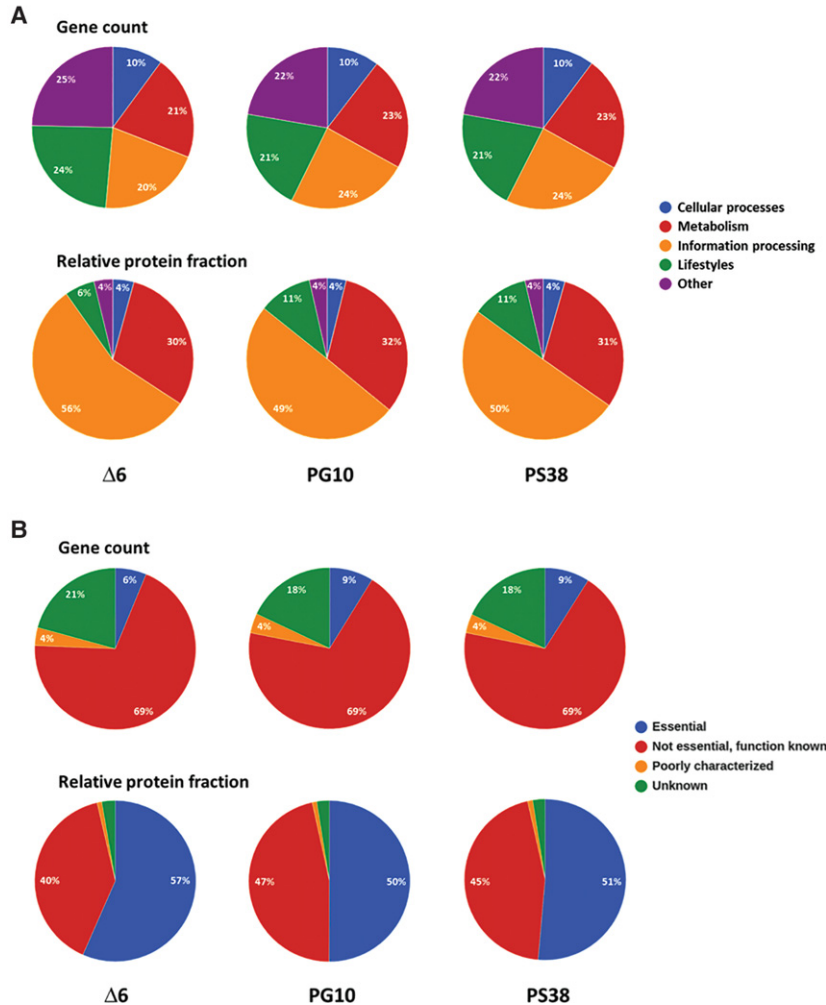 A
Gene count
25% 10% 22% 10% 22% 10%
21% 23% 23%
24% 20% 21% 24% 21% 24%
Cellular processes
Metabolism
Information processing
Lifestyles
Other
Relative protein fraction
6% 4% 4% 11% 4% 4% 11% 4% 4%
30% 32% 31%
56% 49% 50%
Δ6 PG10 PS38
B
Gene count
21% 6% 18% 9% 18% 9%
4% 4% 4%
69% 69% 69%
Essential
Not essential, function known
Poorly characterized
Unknown
Relative protein fraction
40% 57% 47% 50% 45% 51%
Δ6 PG10 PS38